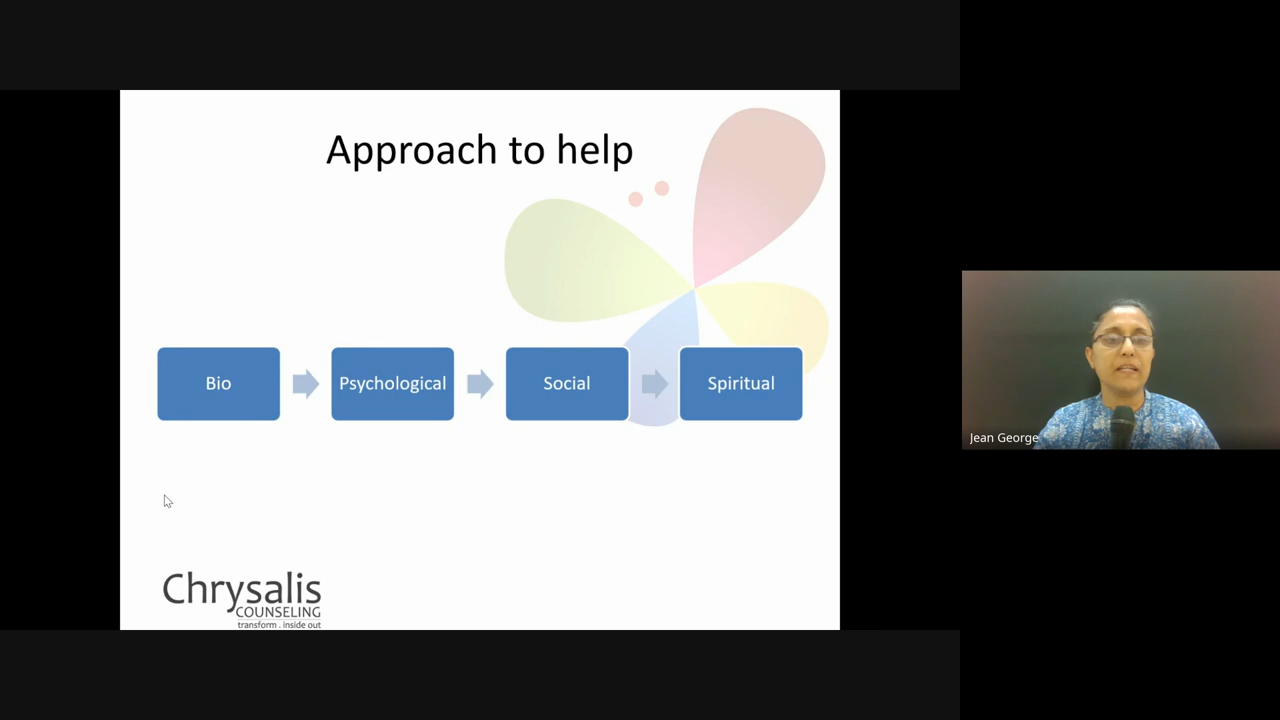 Approach to help
Bio
Psychological
Social
Spiritual
Chrysalis
COUNSELING
transform . inside out
Jean George